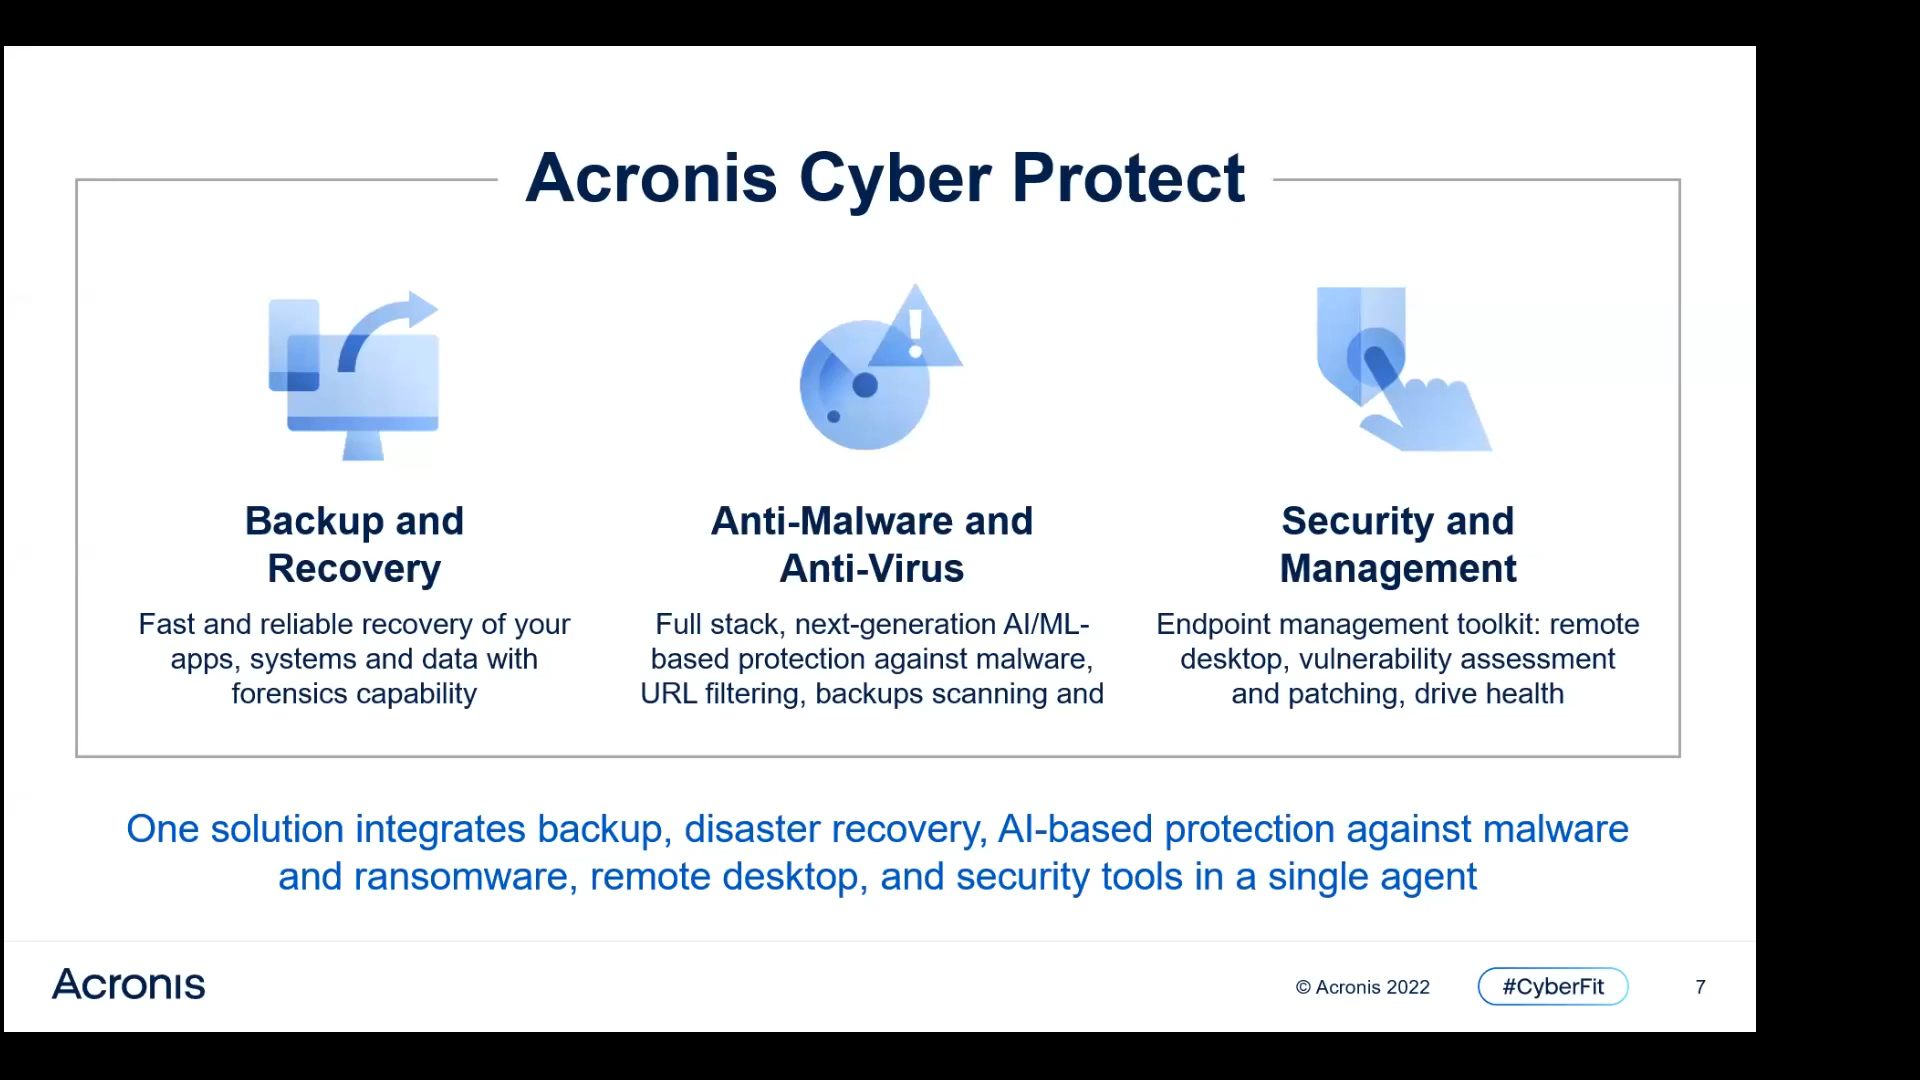 Acronis Cyber Protect
Backup and
Recovery
Fast and reliable recovery of your
apps, systems and data with
forensics capability
Anti-Malware and
Anti-Virus
Full stack, next-generation AI/ML-
based protection against malware,
URL filtering, backups scanning and
Security and
Management
Endpoint management toolkit: remote
desktop, vulnerability assessment
and patching, drive health
One solution integrates backup, disaster recovery, AI-based protection against malware
and ransomware, remote desktop, and security tools in a single agent
Acronis
© Acronis 2022
#CyberFit
7